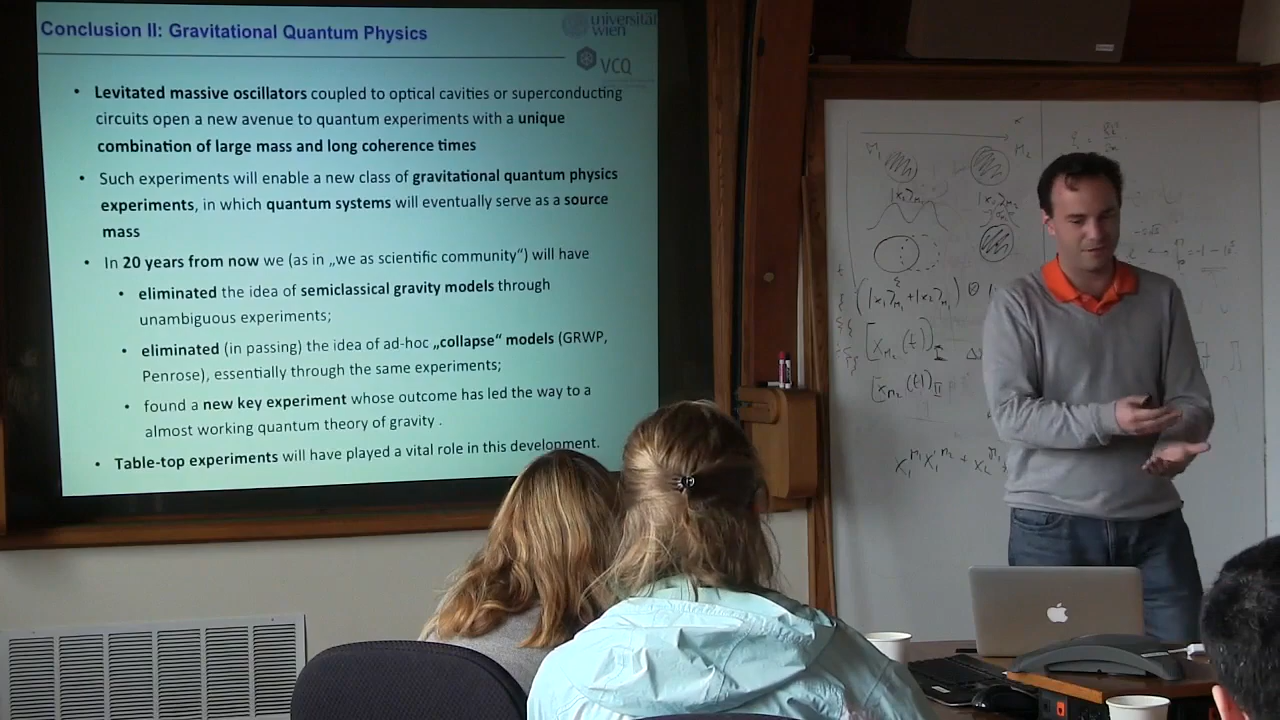 Conclusion II: Gravitational Quantum Physics
universität
wien
VCQ
• Levitated massive oscillators coupled to optical cavities or superconducting
circuits open a new avenue to quantum experiments with a unique
combination of large mass and long coherence times
• Such experiments will enable a new class of gravitational quantum physics
experiments, in which quantum systems will eventually serve as a source
mass
• In 20 years from now we (as in „we as scientific community“) will have
• eliminated the idea of semiclassical gravity models through
unambiguous experiments;
• eliminated (in passing) the idea of ad-hoc „collapse“ models (GRWP,
Penrose), essentially through the same experiments;
• found a new key experiment whose outcome has led the way to a
almost working quantum theory of gravity .
• Table-top experiments will have played a vital role in this development.
M₁
M₂